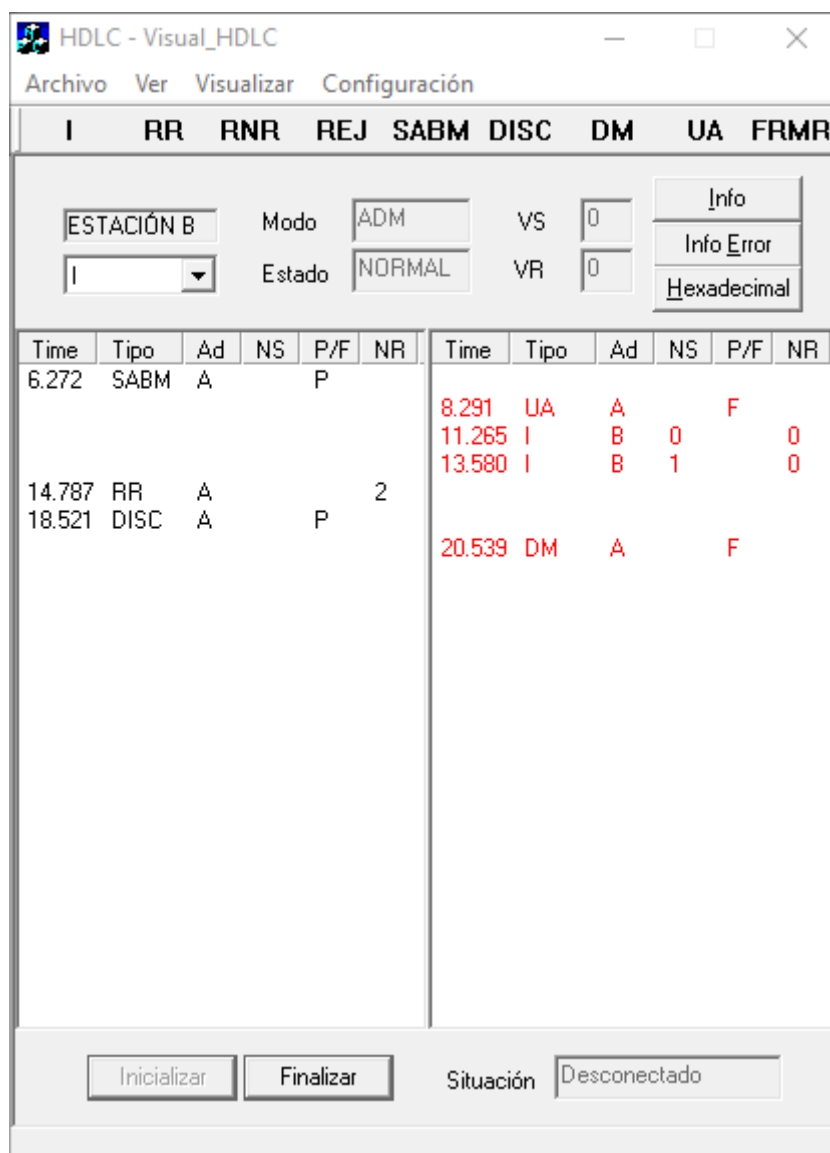 HDLC - Visual_HDLC
Archivo Ver Visualizar Configuración
I RR RNR REJ SABM DISC DM UA FRMR
ESTACIÓN B Modo ADM VS 0 Info
I Estado NORMAL VR 0 Info Error
Hexadecimal
Time Tipo Ad NS P/F NR Time Tipo Ad NS P/F NR
6.272 SABM A P
8.291 UA A F
11.265 I B 0 0
13.580 I B 1 0
14.787 RR A 2
18.521 DISC A P
20.539 DM A F
Inicializar Finalizar Situación Desconectado